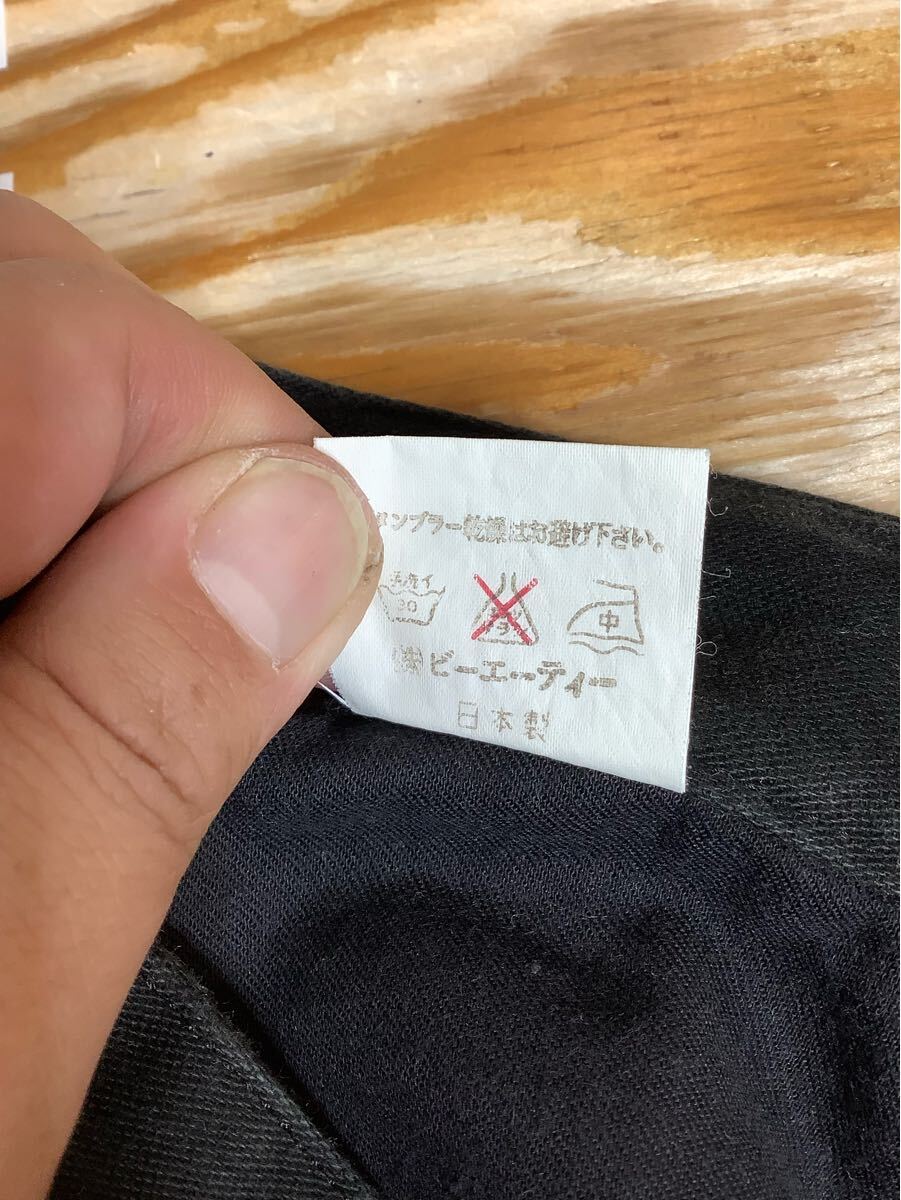 タンブラー乾燥はお避け下さい。
手洗イ
30
中
㈱ビーエーティー
日本製